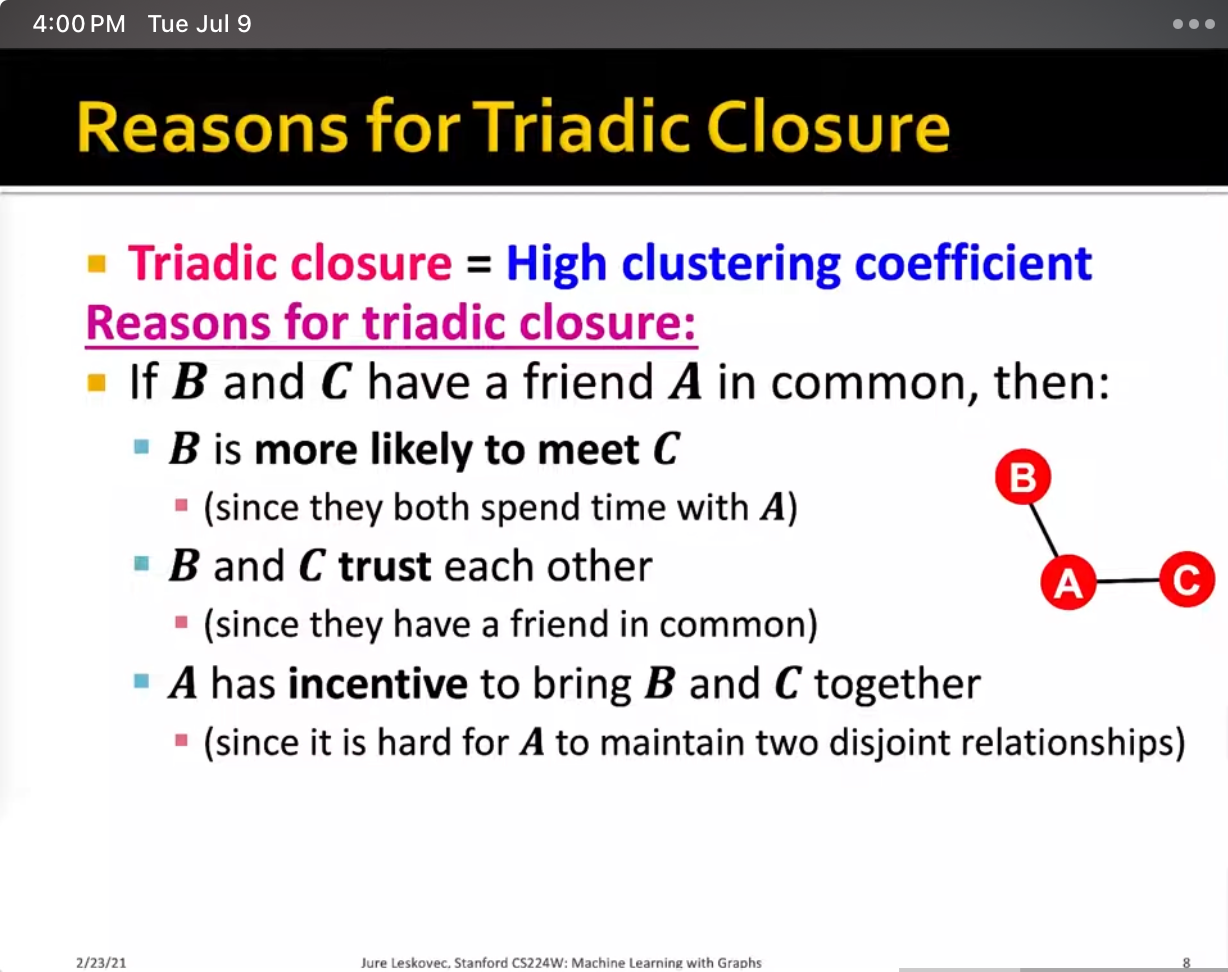 4:00 PM Tue Jul 9
Reasons for Triadic Closure
Triadic closure = High clustering coefficient
Reasons for triadic closure:
If B and C have a friend A in common, then:
B is more likely to meet C
(since they both spend time with A)
B and C trust each other
(since they have a friend in common)
A has incentive to bring B and C together
(since it is hard for A to maintain two disjoint relationships)
B
A
C
2/23/21
Jure Leskovec, Stanford CS224W: Machine Learning with Graphs
8